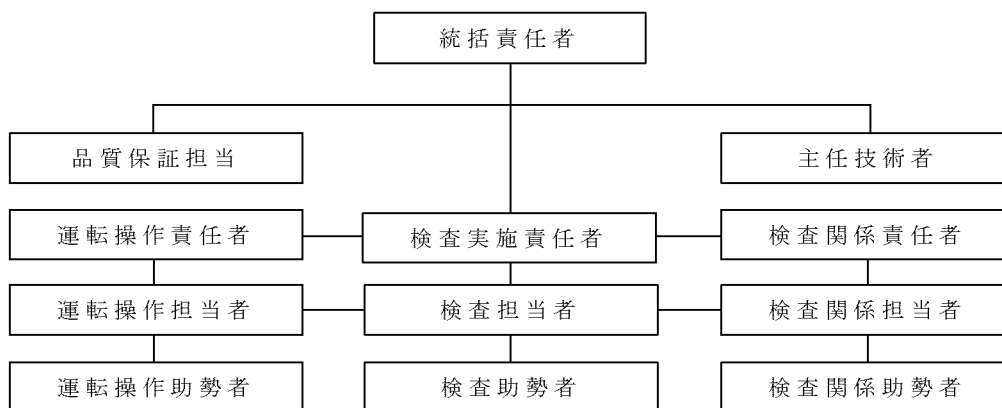 統括責任者
品質保証担当
主任技術者
運転操作責任者
検査実施責任者
検査関係責任者
運転操作担当者
検査担当者
検査関係担当者
運転操作助勢者
検査助勢者
検査関係助勢者